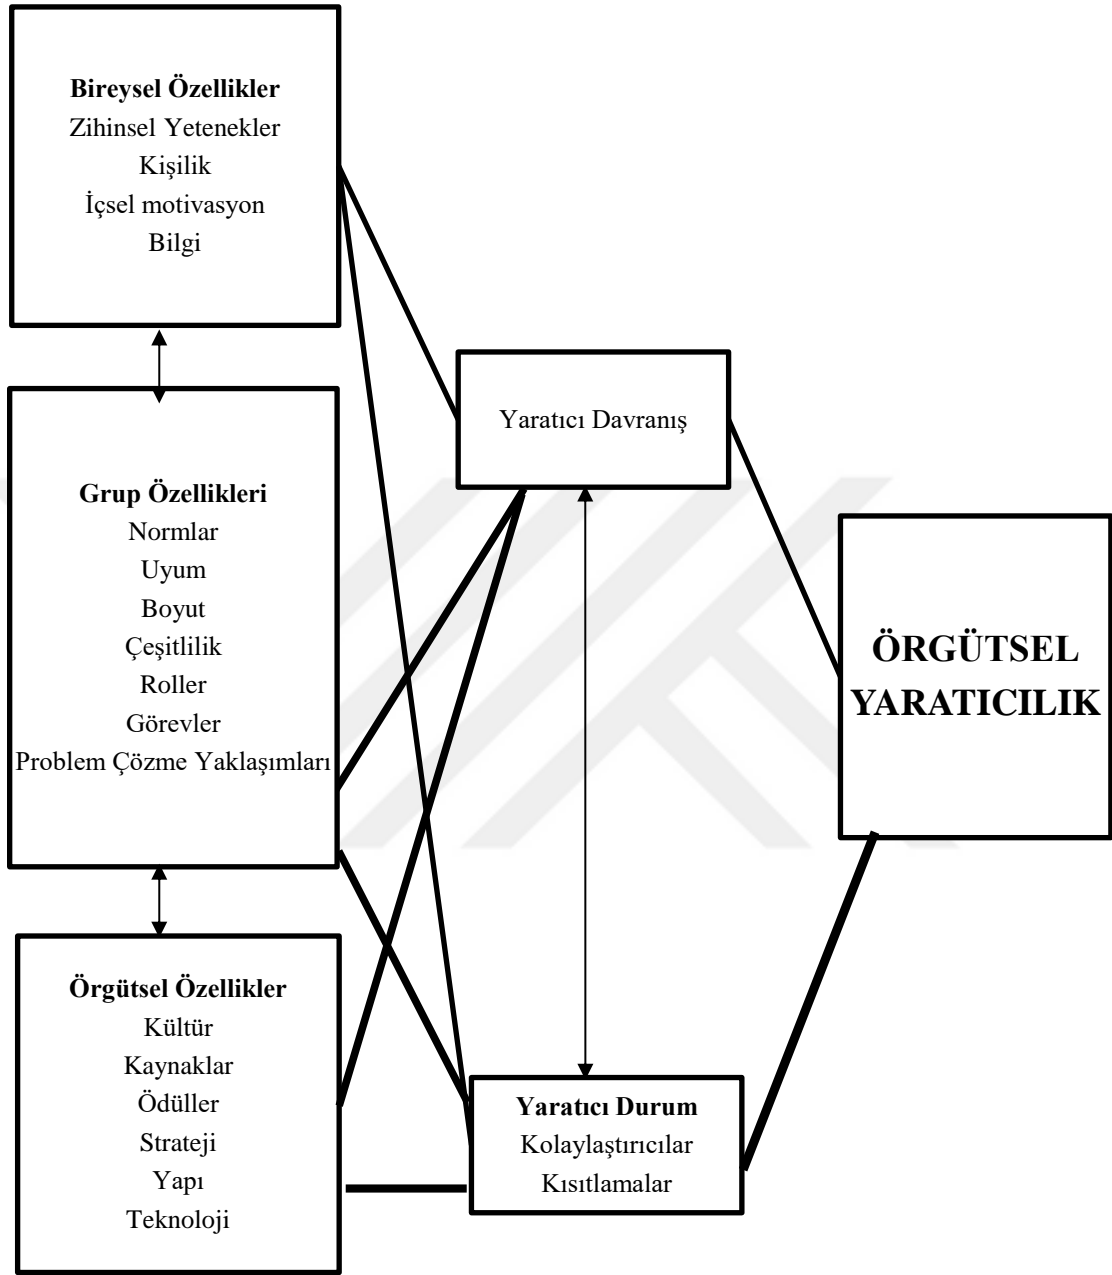 Bireysel Özellikler
Zihinsel Yetenekler
Kişilik
İçsel motivasyon
Bilgi
Grup Özellikleri
Normlar
Uyum
Boyut
Çeşitlilik
Roller
Görevler
Problem Çözme Yaklaşımları
Örgütsel Özellikler
Kültür
Kaynaklar
Ödüller
Strateji
Yapı
Teknoloji
Yaratıcı Davranış
Yaratıcı Durum
Kolaylaştırıcılar
Kısıtlamalar
ÖRGÜTSEL
YARATICILIK